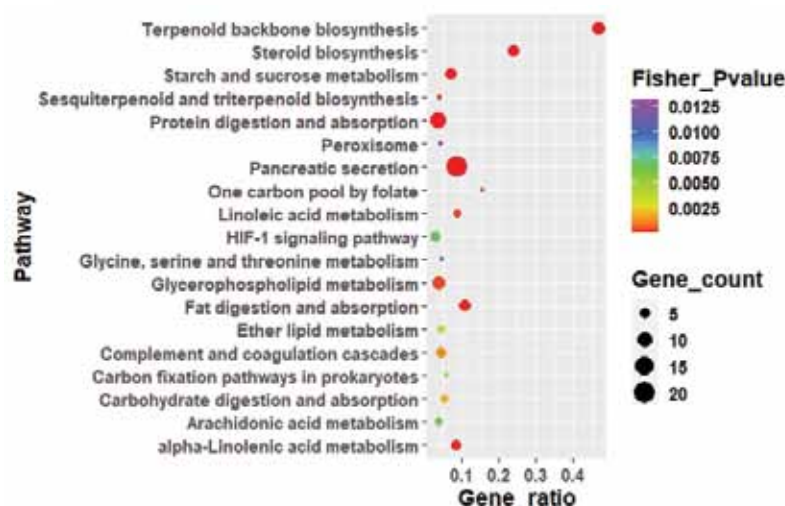 Terpenoid backbone biosynthesis
Steroid biosynthesis
Starch and sucrose metabolism
Sesquiterpenoid and triterpenoid biosynthesis
Protein digestion and absorption
Peroxisome
Pancreatic secretion
One carbon pool by folate
Linoleic acid metabolism
HIF-1 signaling pathway
Glycine, serine and threonine metabolism
Glycerophospholipid metabolism
Fat digestion and absorption
Ether lipid metabolism
Complement and coagulation cascades
Carbon fixation pathways in prokaryotes
Carbohydrate digestion and absorption
Arachidonic acid metabolism
alpha-Linolenic acid metabolism
Pathway
0.1 0.2 0.3 0.4
Gene_ratio
Fisher_Pvalue
0.0125
0.0100
0.0075
0.0050
0.0025
Gene_count
5
10
15
20